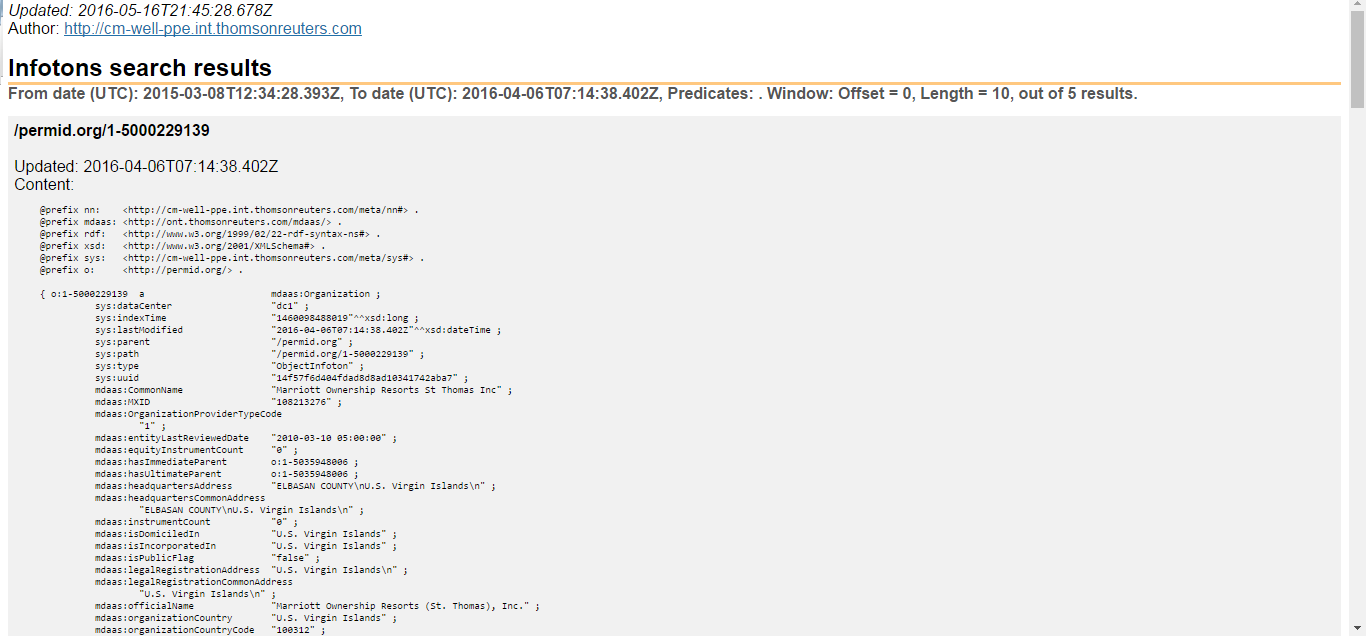 Updated: 2016-05-16T21:45:28.678Z
Author: http://cm-well-ppe.int.thomsonreuters.com
Infotons search results
From date (UTC): 2015-03-08T12:34:28.393Z, To date (UTC): 2016-04-06T07:14:38.402Z, Predicates: . Window: Offset = 0, Length = 10, out of 5 results.
/permid.org/1-5000229139
Updated: 2016-04-06T07:14:38.402Z
Content:
@prefix nn: <http://cm-well-ppe.int.thomsonreuters.com/meta/nn#> .
@prefix mdaas: <http://ont.thomsonreuters.com/mdaas/> .
@prefix rdf: <http://www.w3.org/1999/02/22-rdf-syntax-ns#> .
@prefix xsd: <http://www.w3.org/2001/XMLSchema#> .
@prefix sys: <http://cm-well-ppe.int.thomsonreuters.com/meta/sys#> .
@prefix o: <http://permid.org/> .
{ o:1-5000229139 a mdaas:Organization ;
sys:dataCenter "dc1" ;
sys:indexTime "1460098488019"^^xsd:long ;
sys:lastModified "2016-04-06T07:14:38.402Z"^^xsd:dateTime ;
sys:parent "/permid.org" ;
sys:path "/permid.org/1-5000229139" ;
sys:type "ObjectInfoton" ;
sys:uuid "14f57f6d404fdad8d8ad10341742aba7" ;
mdaas:CommonName "Marriott Ownership Resorts St Thomas Inc" ;
mdaas:MXID "108213276" ;
mdaas:OrganizationProviderTypeCode
"1" ;
mdaas:entityLastReviewedDate "2010-03-10 05:00:00" ;
mdaas:equityInstrumentCount "0" ;
mdaas:hasImmediateParent o:1-5035948006 ;
mdaas:hasUltimateParent o:1-5035948006 ;
mdaas:headquartersAddress "ELBASAN COUNTY\nU.S. Virgin Islands\n" ;
mdaas:headquartersCommonAddress
"ELBASAN COUNTY\nU.S. Virgin Islands\n" ;
mdaas:instrumentCount "0" ;
mdaas:isDomiciledIn "U.S. Virgin Islands" ;
mdaas:isIncorporatedIn "U.S. Virgin Islands" ;
mdaas:isPublicFlag "false" ;
mdaas:legalRegistrationAddress "U.S. Virgin Islands\n" ;
mdaas:legalRegistrationCommonAddress
"U.S. Virgin Islands\n" ;
mdaas:officialName "Marriott Ownership Resorts (St. Thomas), Inc." ;
mdaas:organizationCountry "U.S. Virgin Islands" ;
mdaas:organizationCountryCode "100312" ;